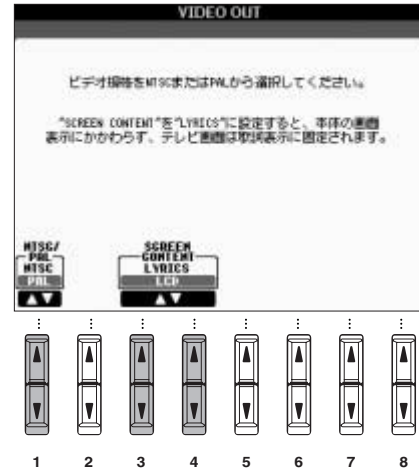 VIDEO OUT
ビデオ規格をNTSCまたはPALから選択してください。
"SCREEN CONTENT"を"LYRICS"に設定すると、本体の画面
表示にかかわらず、テレビ画面は歌詞表示に固定されます。
NTSC/
PAL
NTSC
PAL
SCREEN
CONTENT
LYRICS
LCD
1 2 3 4 5 6 7 8